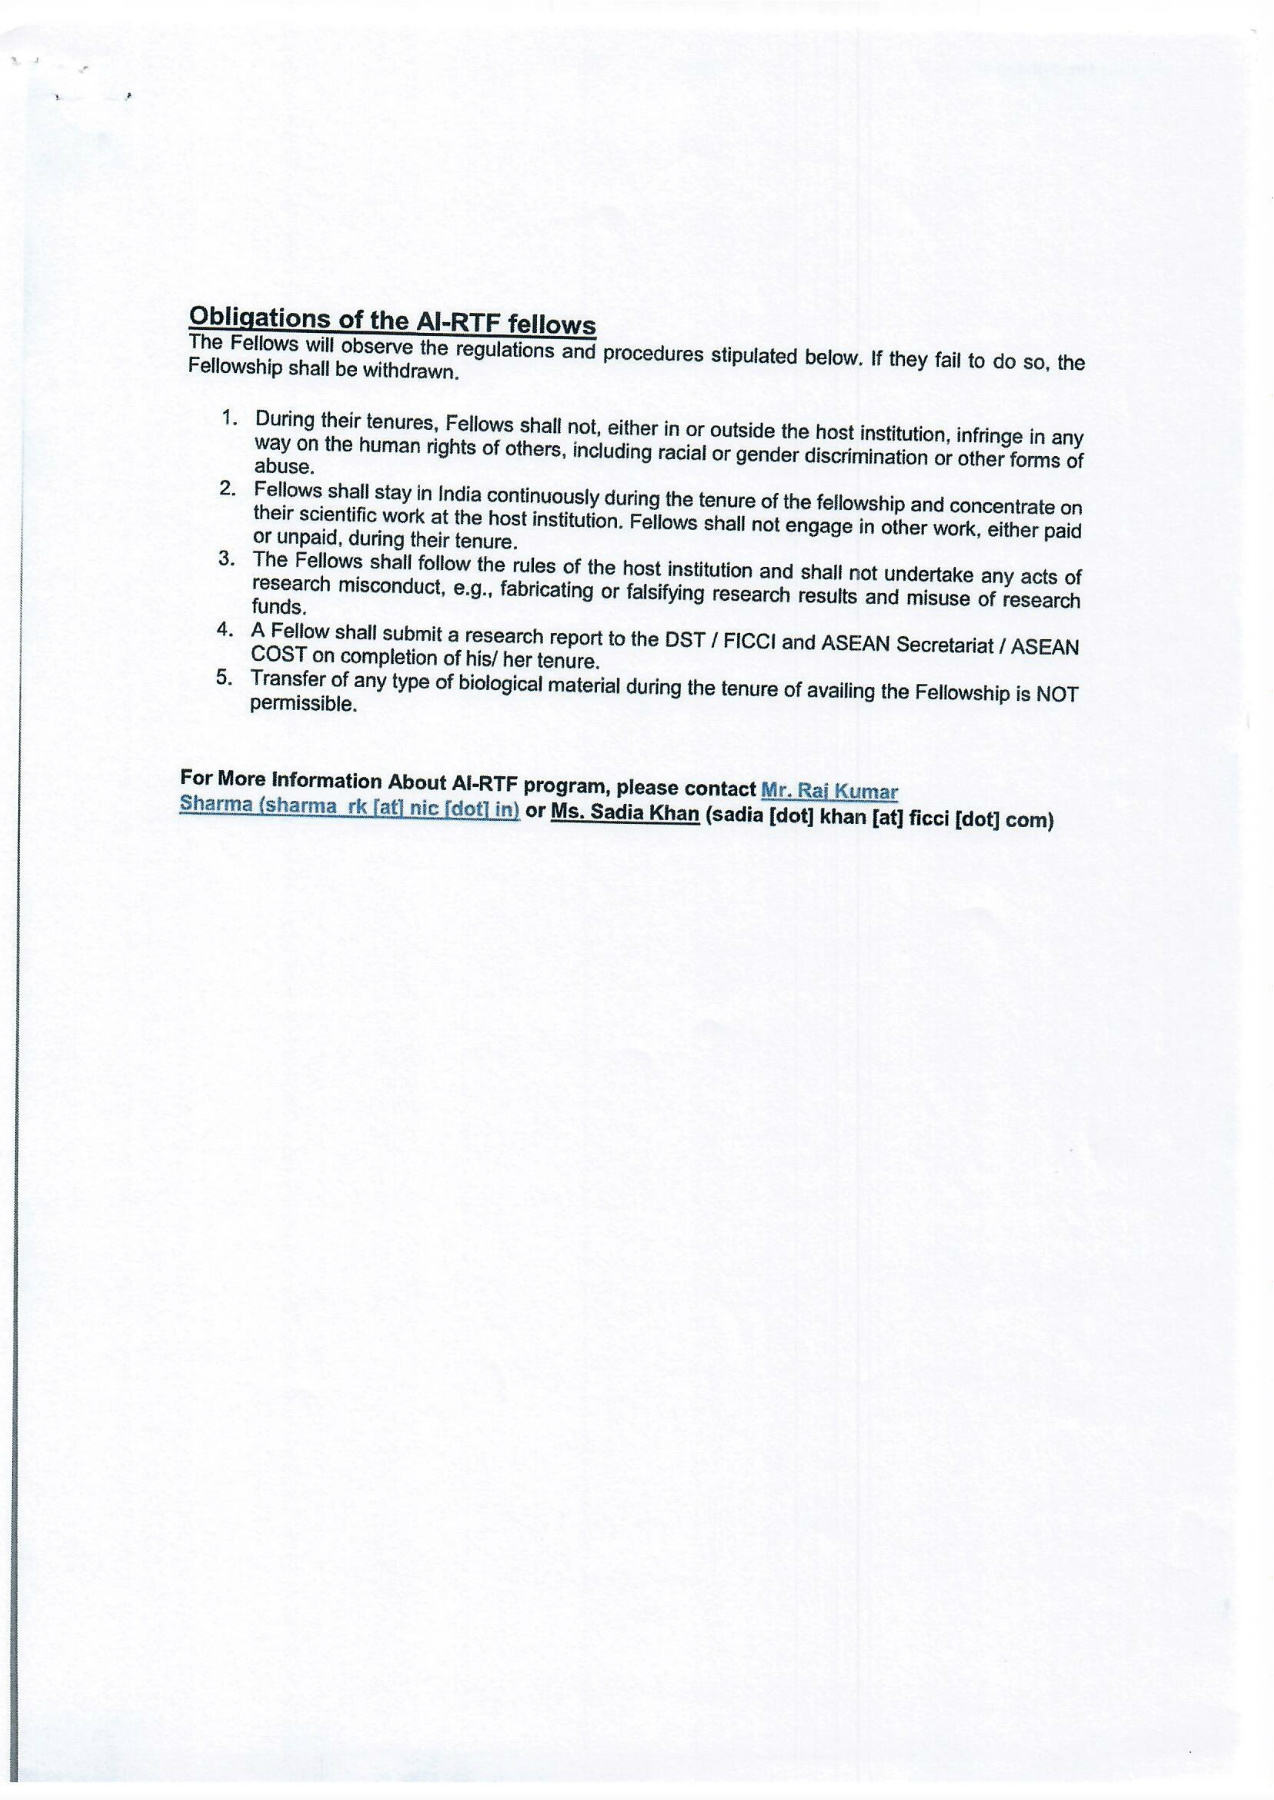 Obligations of the AI-RTF fellows
The Fellows will observe the regulations and procedures stipulated below. If they fail to do so, the
Fellowship shall be withdrawn.
1. During their tenures, Fellows shall not, either in or outside the host institution, infringe in any
way on the human rights of others, including racial or gender discrimination or other forms of
abuse.
2. Fellows shall stay in India continuously during the tenure of the fellowship and concentrate on
their scientific work at the host institution. Fellows shall not engage in other work, either paid
or unpaid, during their tenure.
3. The Fellows shall follow the rules of the host institution and shall not undertake any acts of
research misconduct, e.g., fabricating or falsifying research results and misuse of research
funds.
4. A Fellow shall submit a research report to the DST / FICCI and ASEAN Secretariat / ASEAN
COST on completion of his/ her tenure.
5. Transfer of any type of biological material during the tenure of availing the Fellowship is NOT
permissible.
For More Information About AI-RTF program, please contact Mr. Raj Kumar
Sharma (sharma_rk [at] nic [dot] in) or Ms. Sadia Khan (sadia [dot] khan [at] ficci [dot] com)